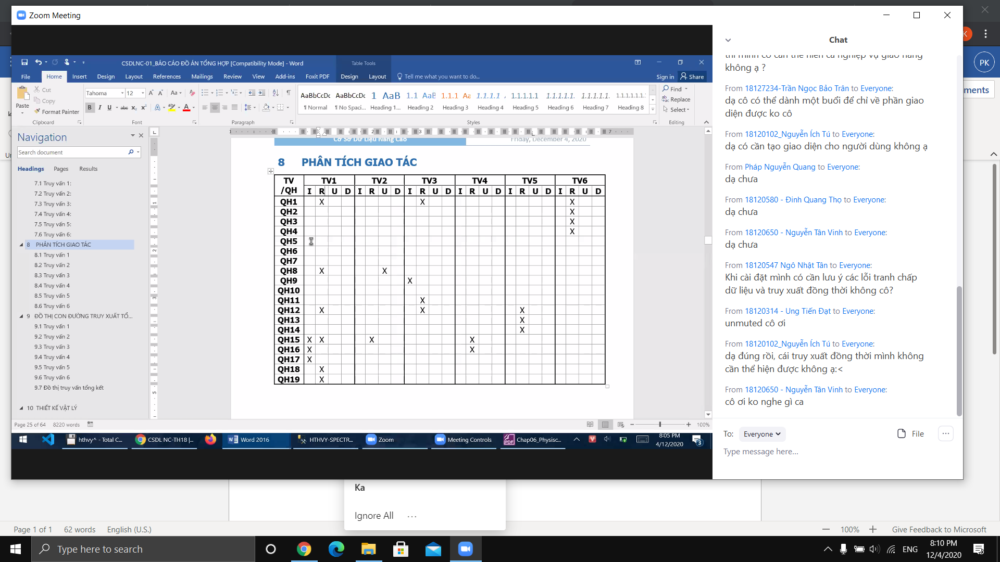 Zoom Meeting
CSDLNC-01_BÁO CÁO ĐỒ ÁN TỔNG HỢP [Compatibility Mode] - Word
Table Tools
File Home Insert Design Layout References Mailings Review View Add-ins Foxit PDF Design Layout Tell me what you want to do... Sign in Share
Paste Cut Copy Format Painter
Tahoma 12
AaBbCcDc AaBbCcDc 1 AaB 1.1 AaB 1.1.1 Aa 1.1.1.1 1.1.1.1.1 1.1.1.1.1. 1.1.1.1.1. 1.1.1.1.1.1.
¶ Normal ¶ No Spaci... Heading 1... Heading 2 Heading 3 Heading 4 Heading 5 Heading 6 Heading 7 Heading 8
Find
Replace
Select
Clipboard Font Paragraph Styles Editing
Navigation
Search document
Headings Pages Results
7.1 Truy vấn 1:
7.2 Truy vấn 2:
7.3 Truy vấn 3:
7.4 Truy vấn 4:
7.5 Truy vấn 5:
7.6 Truy vấn 6:
8 PHÂN TÍCH GIAO TÁC
8.1 Truy vấn 1
8.2 Truy vấn 2
8.3 Truy vấn 3
8.4 Truy vấn 4
8.5 Truy vấn 5
8.6 Truy vấn 6
9 ĐỒ THỊ CON ĐƯỜNG TRUY XUẤT TỔ...
9.1 Truy vấn 1
9.2 Truy vấn 2
9.3 Truy vấn 3
9.4 Truy vấn 4
9.5 Truy vấn 5
9.6 Truy vấn 6
9.7 Đồ thị truy vấn tổng kết
10 THIẾT KẾ VẬT LÝ
Cơ Sở Dữ Liệu Nâng Cao Friday, December 4, 2020
8 PHÂN TÍCH GIAO TÁC
TV /QH TV1 TV2 TV3 TV4 TV5 TV6
I R U D I R U D I R U D I R U D I R U D I R U D
QH1 X X X
QH2 X
QH3 X
QH4 X
QH5
QH6
QH7
QH8 X X
QH9 X
QH10
QH11 X
QH12 X X X
QH13 X
QH14 X
QH15 X X X X
QH16 X X
QH17 X
QH18 X
QH19 X
Page 25 of 64 8220 words 100%
hthvy^ - Total C... CSDL NC-TH18 |... Word 2016 HTHVY-SPECTR... Zoom Meeting Controls Chap06_Physisc... 8:05 PM
4/12/2020 3
Chat
không ạ ?
From 18127234-Trần Ngọc Bảo Trân to Everyone:
dạ cô có thể dành một buổi để chỉ về phần giao
diện được ko cô
From 18120102_Nguyễn Ích Tú to Everyone:
dạ có cần tạo giao diện cho người dùng không ạ
From Pháp Nguyễn Quang to Everyone:
dạ chưa
From 18120580 - Đinh Quang Thọ to Everyone:
dạ chưa
From 18120650 - Nguyễn Tân Vinh to Everyone:
dạ chưa
From 18120547 Ngô Nhật Tân to Everyone:
Khi cài đặt mình có cần lưu ý các lỗi tranh chấp
dữ liệu và truy xuất đồng thời không cô?
From 18120314 - Ung Tiến Đạt to Everyone:
unmuted cô ơi
From 18120102_Nguyễn Ích Tú to Everyone:
dạ đúng rồi, cái truy xuất đồng thời mình không
cần thể hiện được không ạ:<
From 18120650 - Nguyễn Tân Vinh to Everyone:
cô ơi ko nghe gì ca
To: Everyone File
Type message here...
K
PK
ments
Ka
Ignore All ...
Page 1 of 1 62 words English (U.S.) 100% Give Feedback to Microsoft
Type here to search
ENG
8:10 PM
12/4/2020